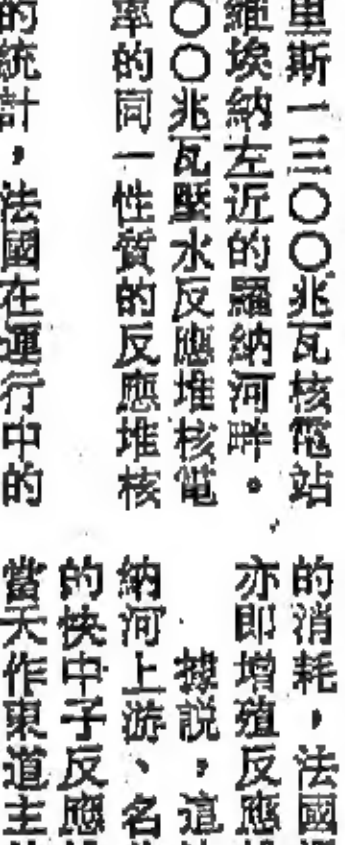 里斯一三〇〇兆瓦核電站
羅埃納左近的羅納河畔。
〇〇兆瓦壓水反應堆核電
率的同一性質的反應堆核
的統計，法國在運行中的
的消耗，法國
亦即增殖反應
據説，這
納河上游、名
的快中子反應
當天作東道主